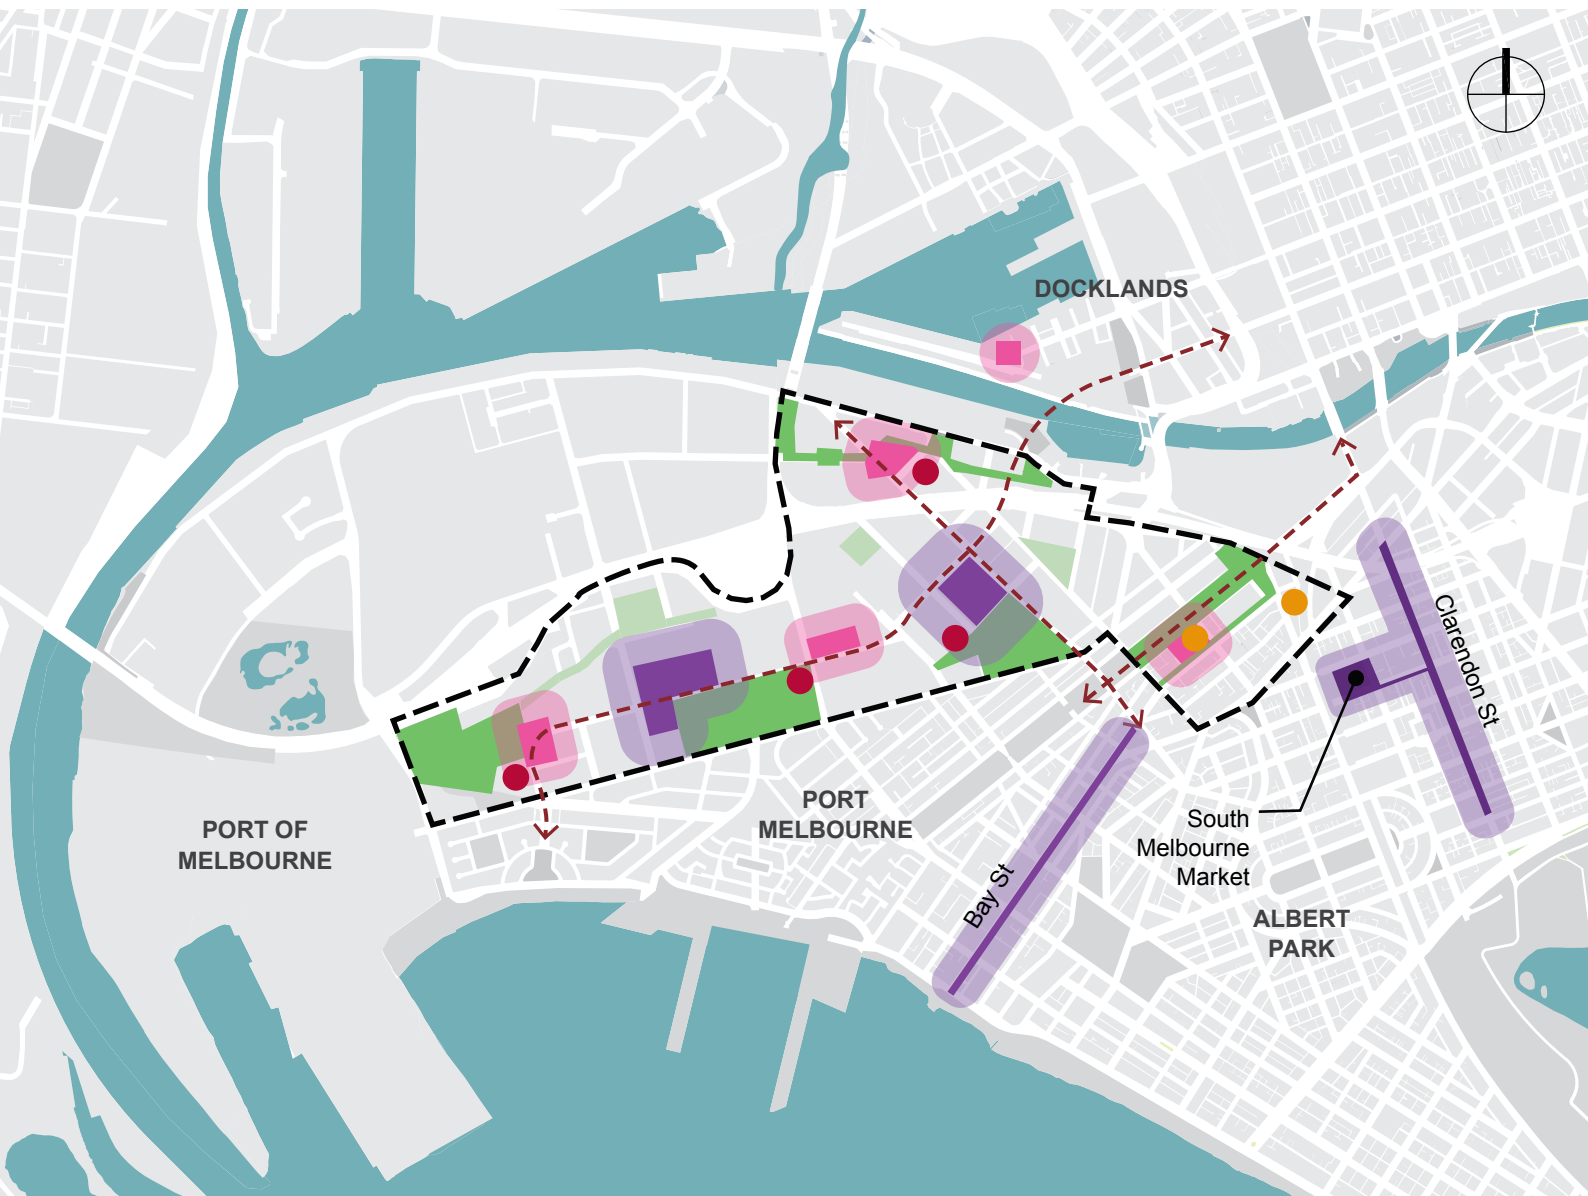 DOCKLANDS
Clarendon St
PORT
MELBOURNE
PORT OF
MELBOURNE
South
Melbourne
Market
Bay St
ALBERT
PARK